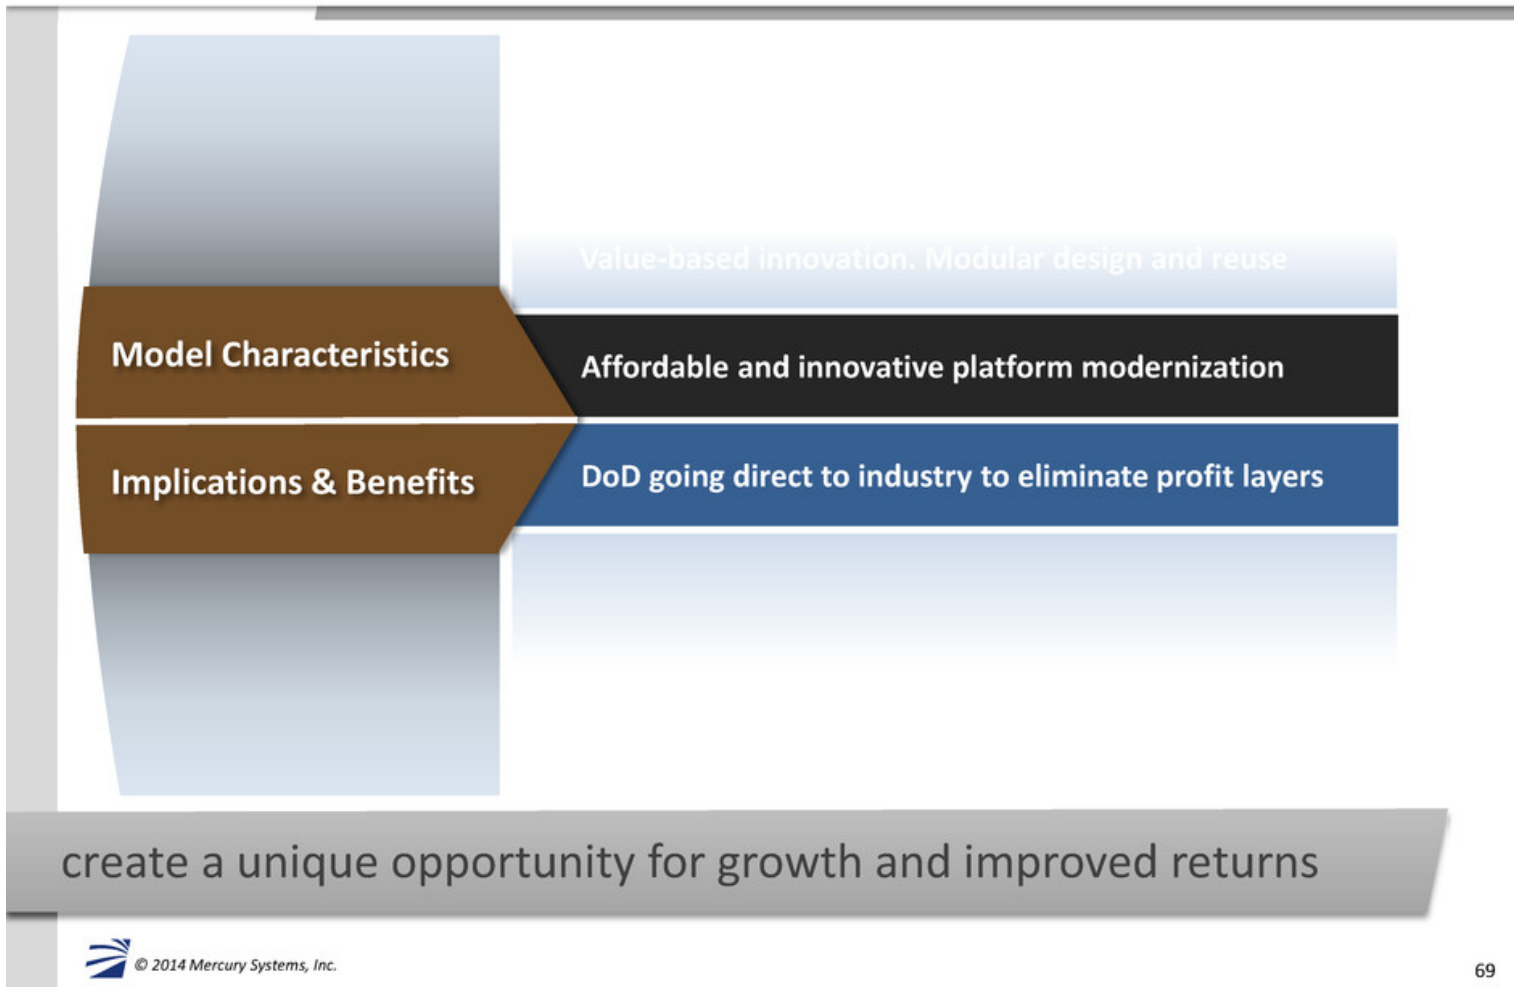 Value-based innovation. Modular design and reuse
Model Characteristics
Affordable and innovative platform modernization
Implications & Benefits
DoD going direct to industry to eliminate profit layers
create a unique opportunity for growth and improved returns
© 2014 Mercury Systems, Inc.
69